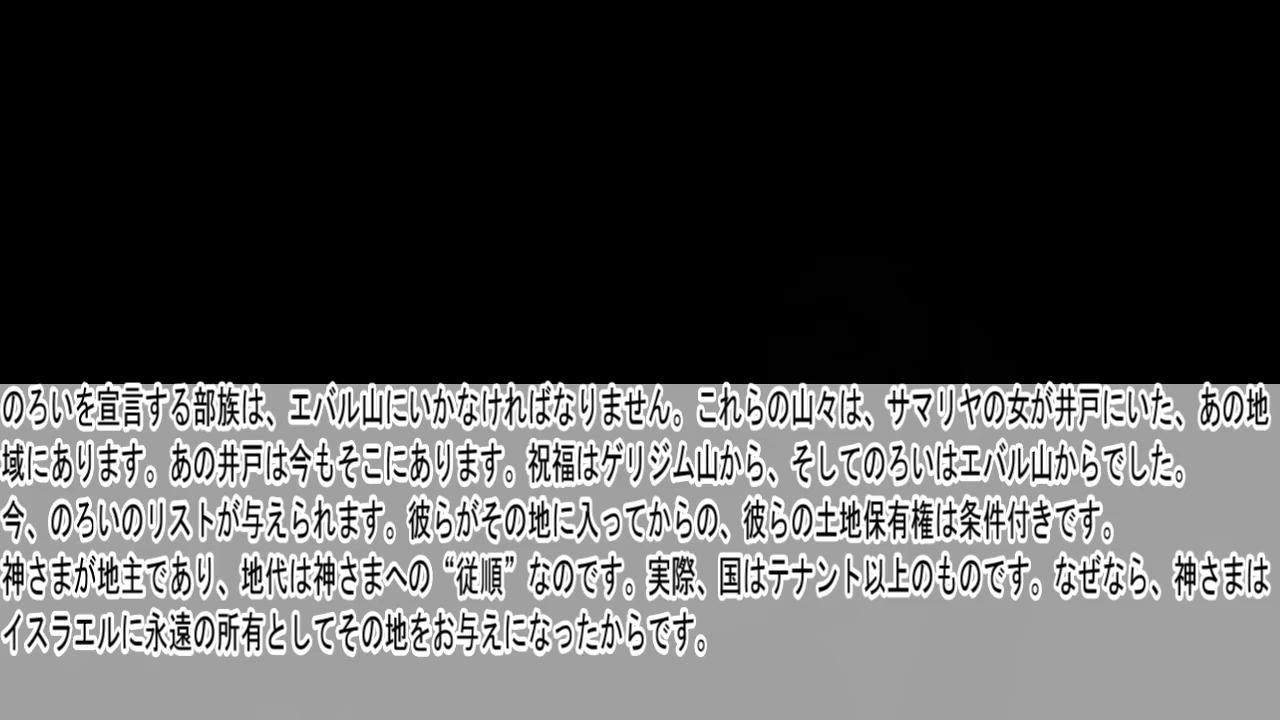 のろいを宣言する部族は、エバル山にいかなければなりません。これらの山々は、サマリヤの女が井戸にいた、あの地
域にあります。あの井戸は今もそこにあります。祝福はゲリジム山から、そしてのろいはエバル山からでした。
今、のろいのリストが与えられます。彼らがその地に入ってからの、彼らの土地保有権は条件付きです。
神さまが地主であり、地代は神さまへの“従順”なのです。実際、国はテナント以上のものです。なぜなら、神さまは
イスラエルに永遠の所有としてその地をお与えになったからです。